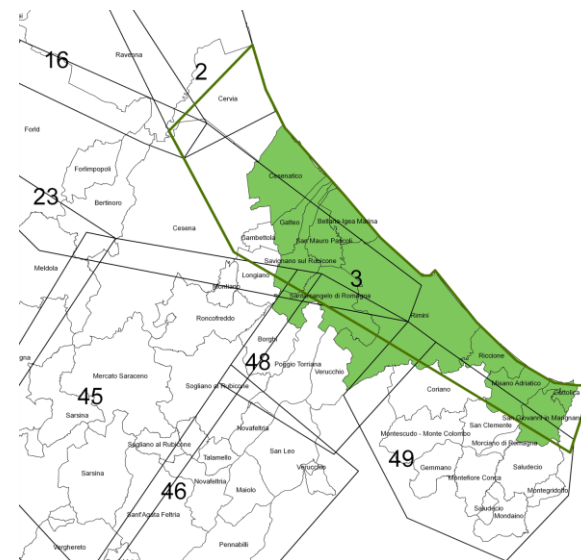 Ravenna
16
2
Cervia
Forlì
Forlimpopoli
Cesenatico
Bertinoro
23
Gatteo
Bellaria-Igea Marina
Cesena
Gambettola
San Mauro Pascoli
Savignano sul Rubicone
Meldola
Longiano
3
Montiano
Santarcangelo di Romagna
Rimini
Roncofreddo
Borghi
Riccione
48
Poggio Torriana
Mercato Saraceno
Verucchio
Misano Adriatico
Cattolica
Sogliano al Rubicone
Coriano
45
Sarsina
San Giovanni in Marignano
Novafeltria
San Clemente
Montescudo - Monte Colombo
Sogliano al Rubicone
San Leo
Morciano di Romagna
Talamello
49
Verucchio
Gemmano
Saludecio
Sarsina
Novafeltria
Montefiore Conca
46
Maiolo
Montegridolfo
Saludecio
Sant'Agata Feltria
Mondaino
Verghereto
Pennabilli